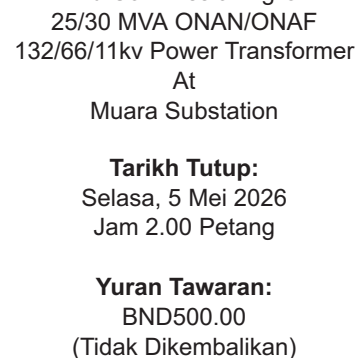 25/30 MVA ONAN/ONAF
132/66/11kv Power Transformer
At
Muara Substation
Tarikh Tutup:
Selasa, 5 Mei 2026
Jam 2.00 Petang
Yuran Tawaran:
BND500.00
(Tidak Dikembalikan)